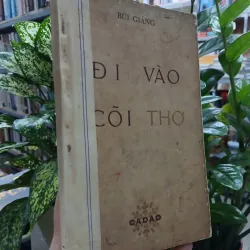 BÙI GIÁNG
ĐI VÀO
CÕI THƠ
CADAO